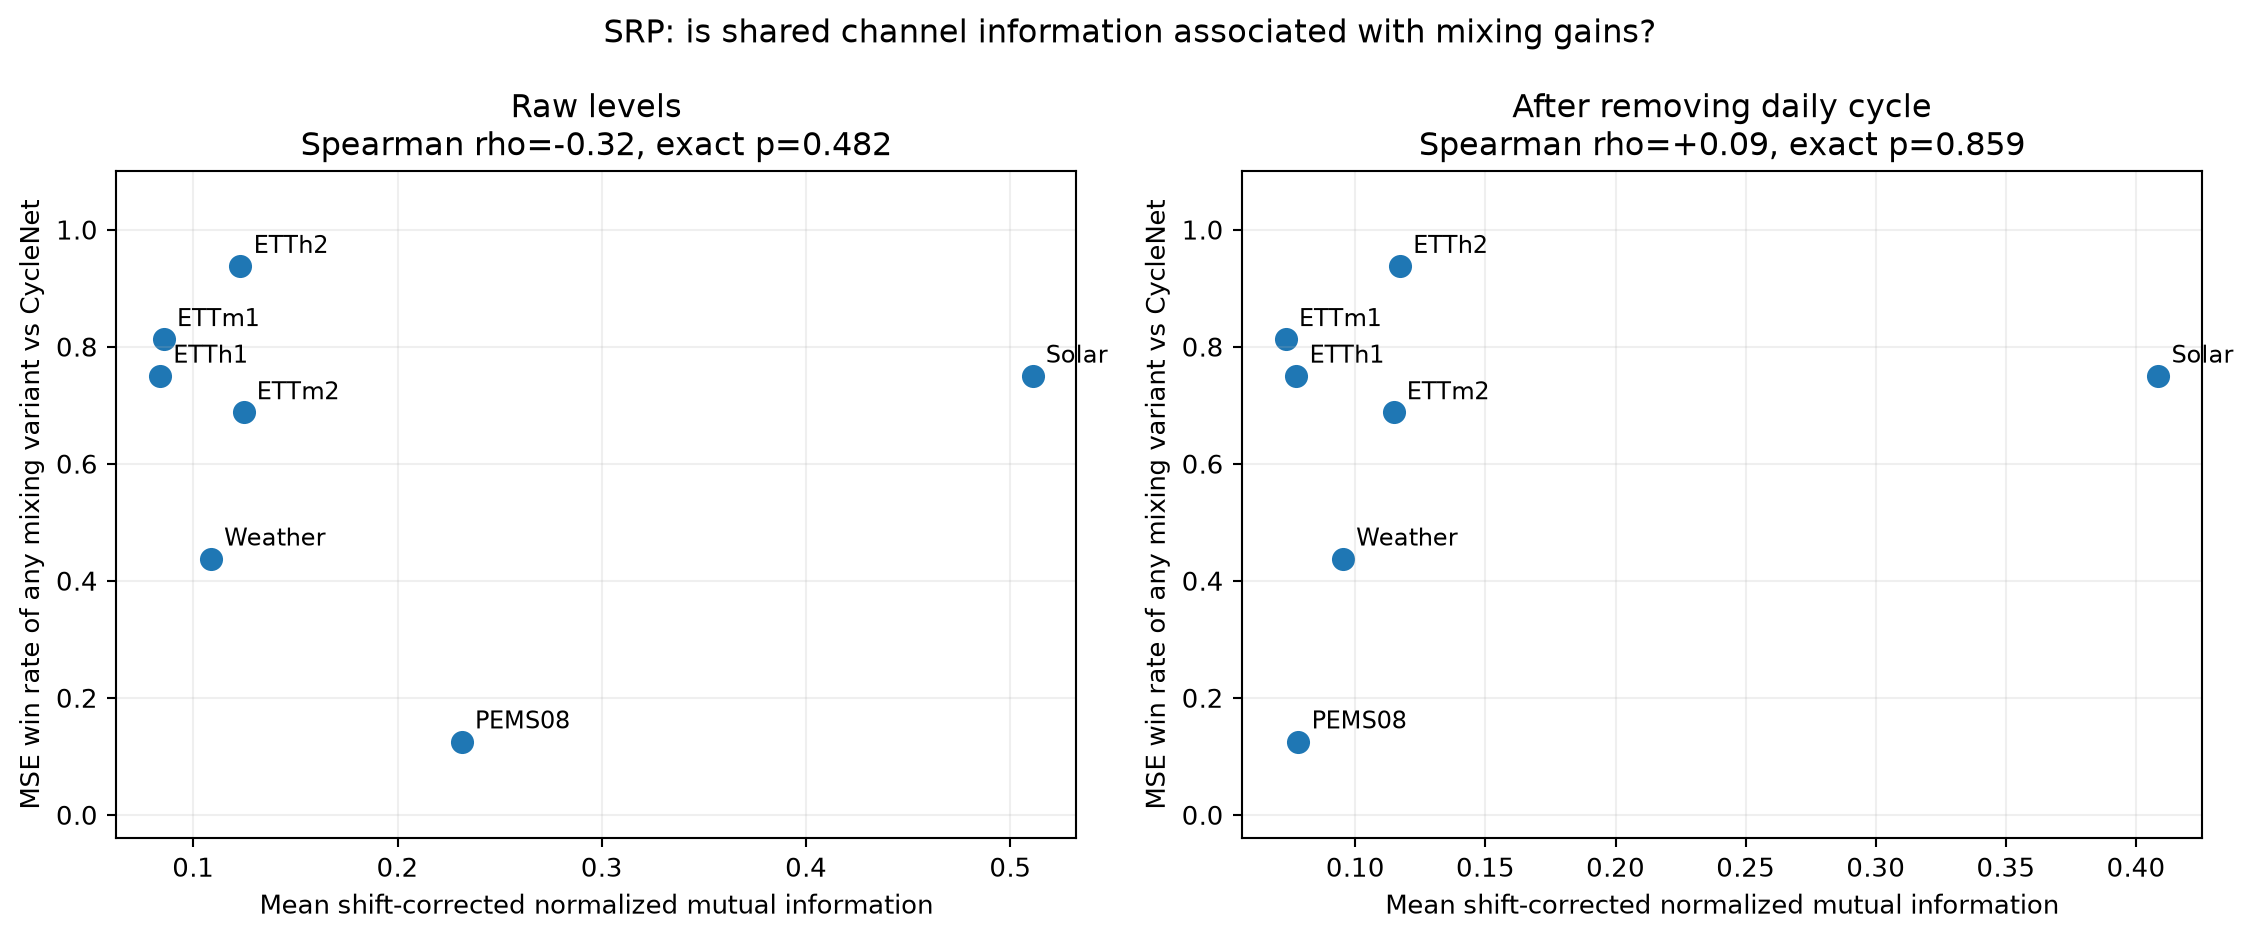 SRP: is shared channel information associated with mixing gains?
Raw levels
Spearman rho=-0.32, exact p=0.482
MSE win rate of any mixing variant vs CycleNet
1.0
0.8
0.6
0.4
0.2
0.0
ETTh2
ETTm1
ETTh1
Solar
ETTm2
Weather
PEMS08
0.1
0.2
0.3
0.4
0.5
Mean shift-corrected normalized mutual information
After removing daily cycle
Spearman rho=+0.09, exact p=0.859
MSE win rate of any mixing variant vs CycleNet
1.0
0.8
0.6
0.4
0.2
0.0
ETTh2
ETTm1
ETTh1
Solar
ETTm2
Weather
PEMS08
0.10
0.15
0.20
0.25
0.30
0.35
0.40
Mean shift-corrected normalized mutual information